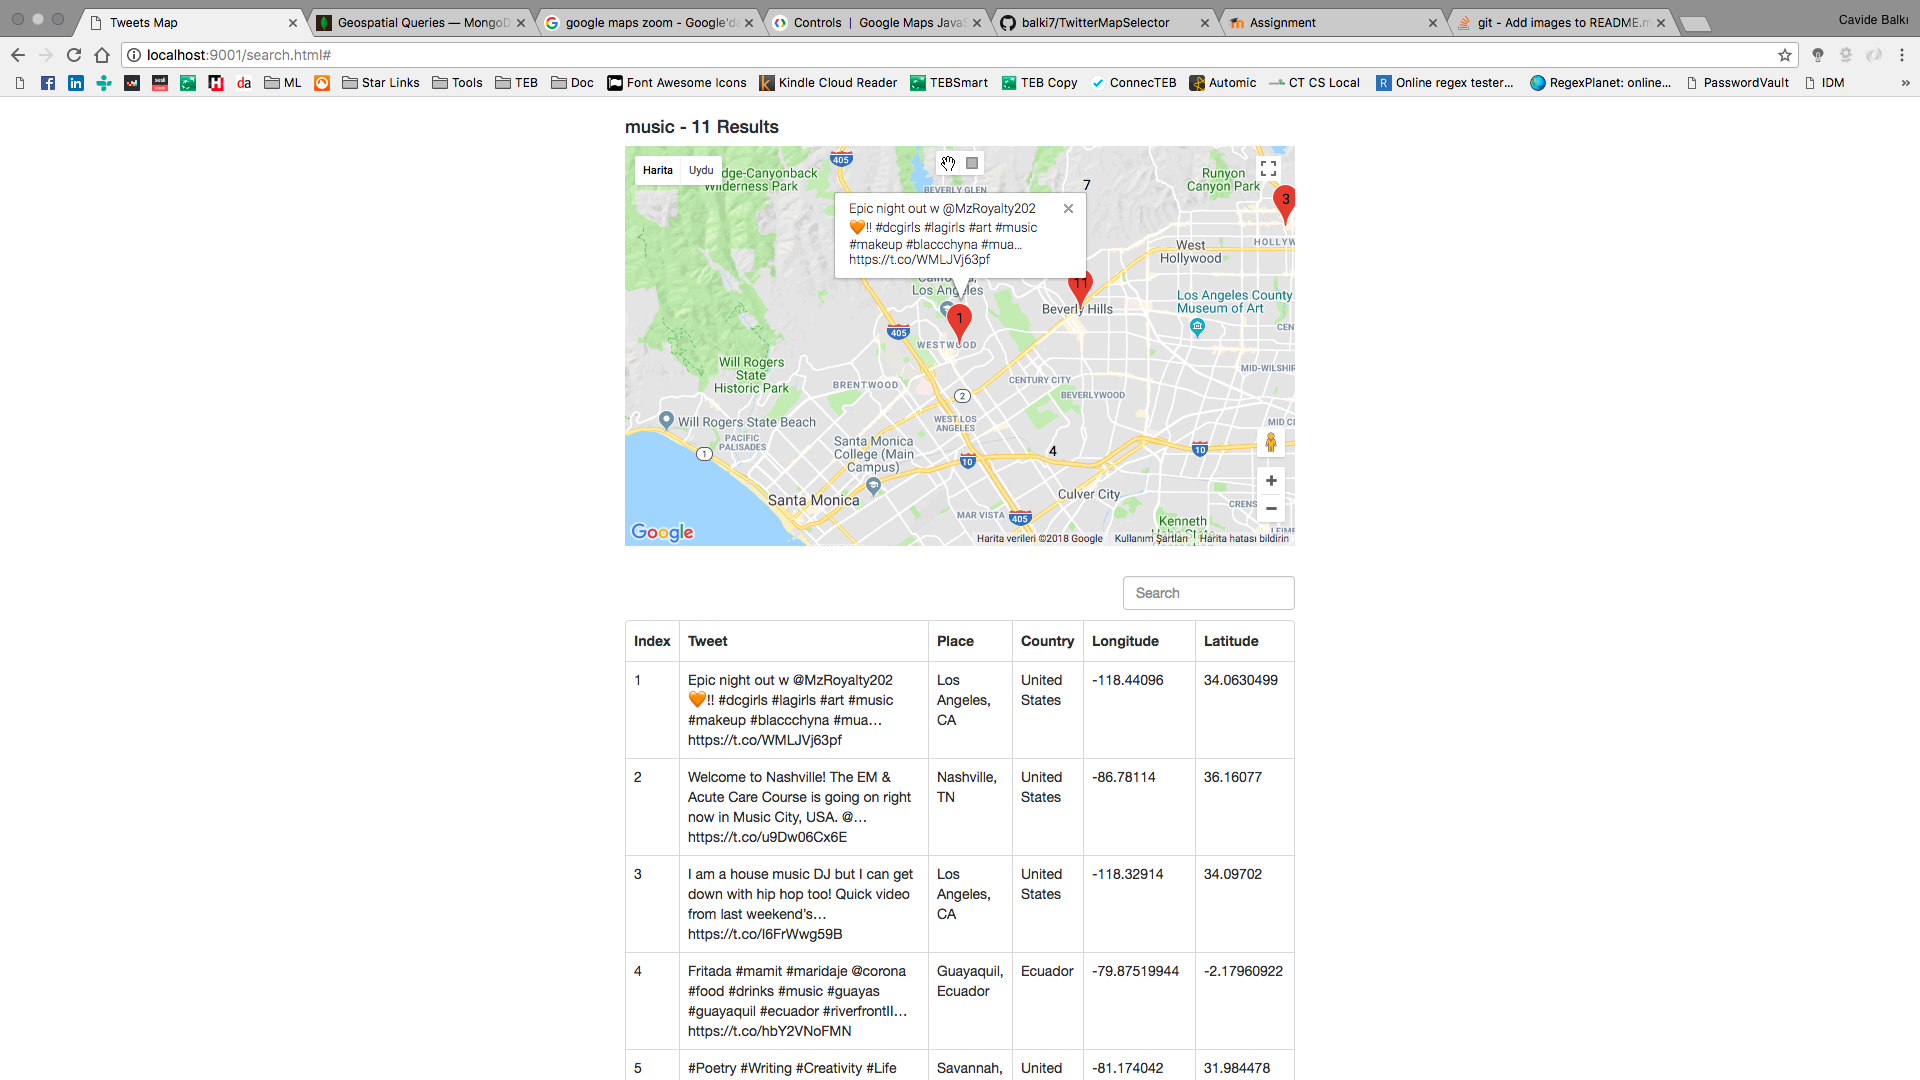 Tweets Map
Geospatial Queries — MongoD
google maps zoom - Google'da
Controls | Google Maps JavaS
balki7/TwitterMapSelector
Assignment
git - Add images to README.m
Cavide Balkı
localhost:9001/search.html#
ML
Star Links
Tools
TEB
Doc
Font Awesome Icons
Kindle Cloud Reader
TEBSmart
TEB Copy
ConnecTEB
Automic
CT CS Local
Online regex tester...
RegexPlanet: online...
PasswordVault
IDM
»
music - 11 Results
Harita
Uydu
405
dge-Canyonback
Wilderness Park
BEVERLY GLEN
7
Runyon
Canyon Park
3
Epic night out w @MzRoyalty202
🧡!! #dcgirls #lagirls #art #music
#makeup #blaccchyna #mua...
https://t.co/WMLJVj63pf
HOLLYW
West
Hollywood
Los Angeles
11
Beverly Hills
Los Angeles County
Museum of Art
1
405
WESTWOOD
CEN
Will Rogers
State
Historic Park
BRENTWOOD
CENTURY CITY
MID-WILSHIR
2
BEVERLYWOOD
Will Rogers State Beach
WEST LOS
ANGELES
MID CI
PACIFIC
PALISADES
1
Santa Monica
College (Main
Campus)
4
10
10
Santa Monica
Culver City
CRENS
MAR VISTA
405
Kenneth
Google
Harita verileri ©2018 Google
Kullanım Şartları
Harita hatası bildirin
Search
Index Tweet Place Country Longitude Latitude
1 Epic night out w @MzRoyalty202 Los United -118.44096 34.0630499
🧡!! #dcgirls #lagirls #art #music Angeles, States
#makeup #blaccchyna #mua… CA
https://t.co/WMLJVj63pf
2 Welcome to Nashville! The EM & Nashville, United -86.78114 36.16077
Acute Care Course is going on right TN States
now in Music City, USA. @…
https://t.co/u9Dw06Cx6E
3 I am a house music DJ but I can get Los United -118.32914 34.09702
down with hip hop too! Quick video Angeles, States
from last weekend's… CA
https://t.co/l6FrWwg59B
4 Fritada #mamit #maridaje @corona Guayaquil, Ecuador -79.87519944 -2.17960922
#food #drinks #music #guayas Ecuador
#guayaquil #ecuador #riverfrontII…
https://t.co/hbY2VNoFMN
5 #Poetry #Writing #Creativity #Life Savannah, United -81.174042 31.984478